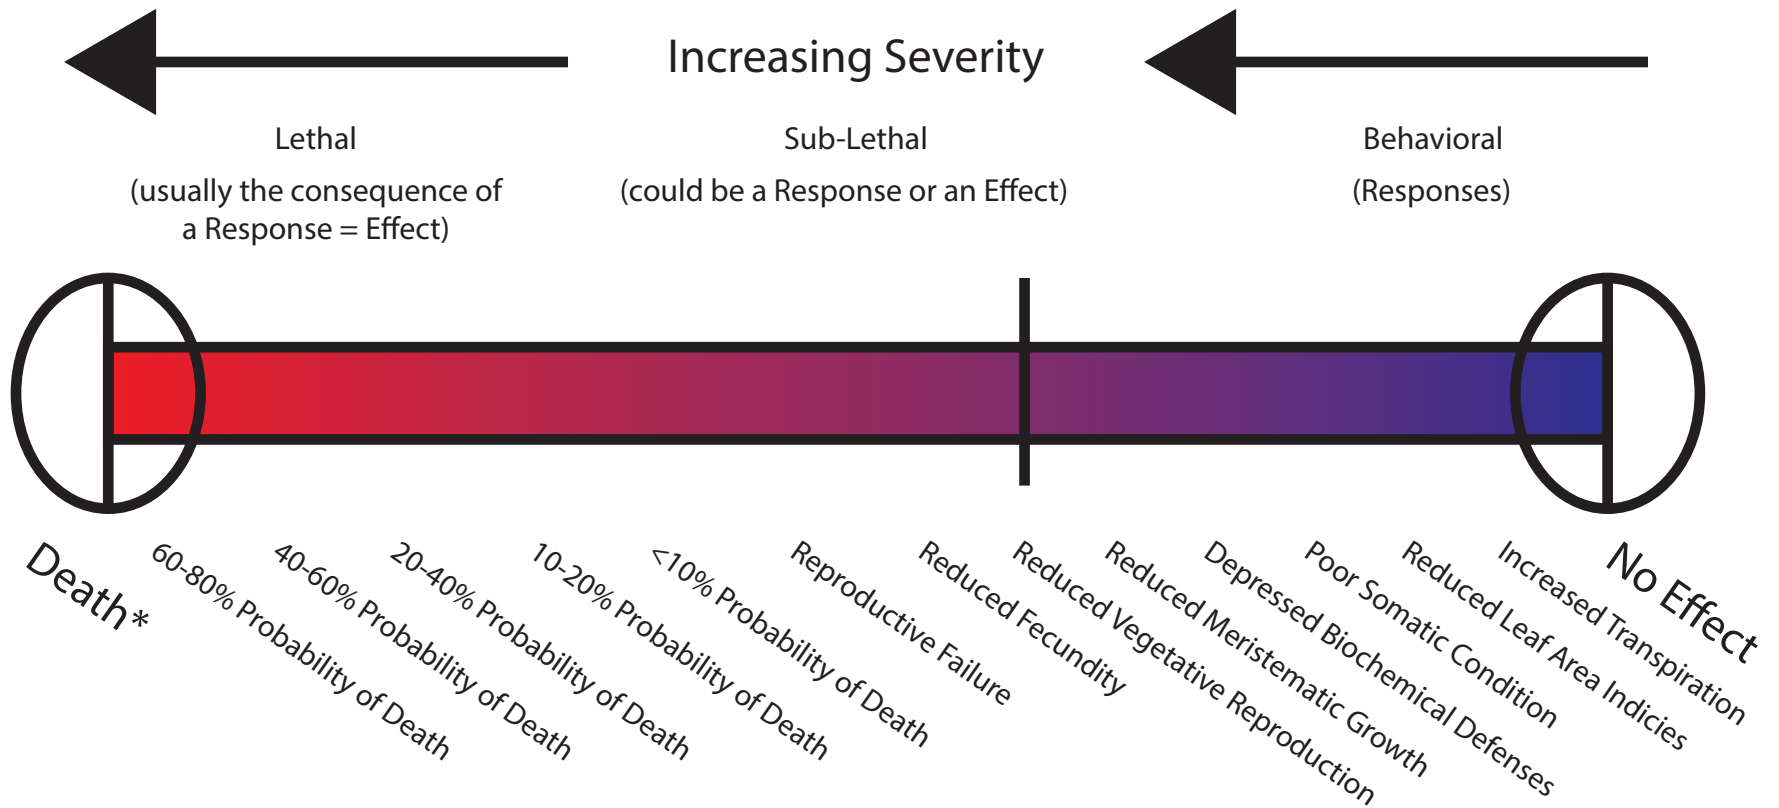 Increasing Severity
Lethal
(usually the consequence of
a Response = Effect)
Sub-Lethal
(could be a Response or an Effect)
Behavioral
(Responses)
Death*
60-80% Probability of Death
40-60% Probability of Death
20-40% Probability of Death
10-20% Probability of Death
<10% Probability of Death
Reproductive Failure
Reduced Fecundity
Reduced Vegetative Reproduction
Reduced Meristematic Growth
Depressed Biochemical Defenses
Poor Somatic Condition
Reduced Leaf Area Indicies
Increased Transpiration
No Effect